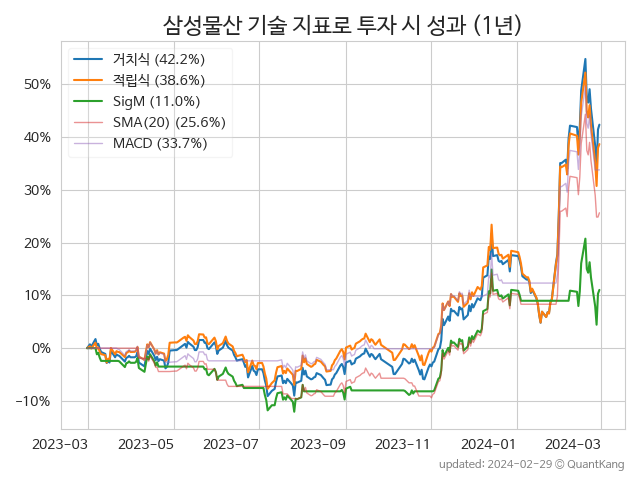 삼성물산 기술 지표로 투자 시 성과 (1년)
거치식 (42.2%)
적립식 (38.6%)
SigM (11.0%)
SMA(20) (25.6%)
MACD (33.7%)
50%
40%
30%
20%
10%
0%
−10%
2023-03 2023-05 2023-07 2023-09 2023-11 2024-01 2024-03
updated: 2024-02-29 © QuantKang